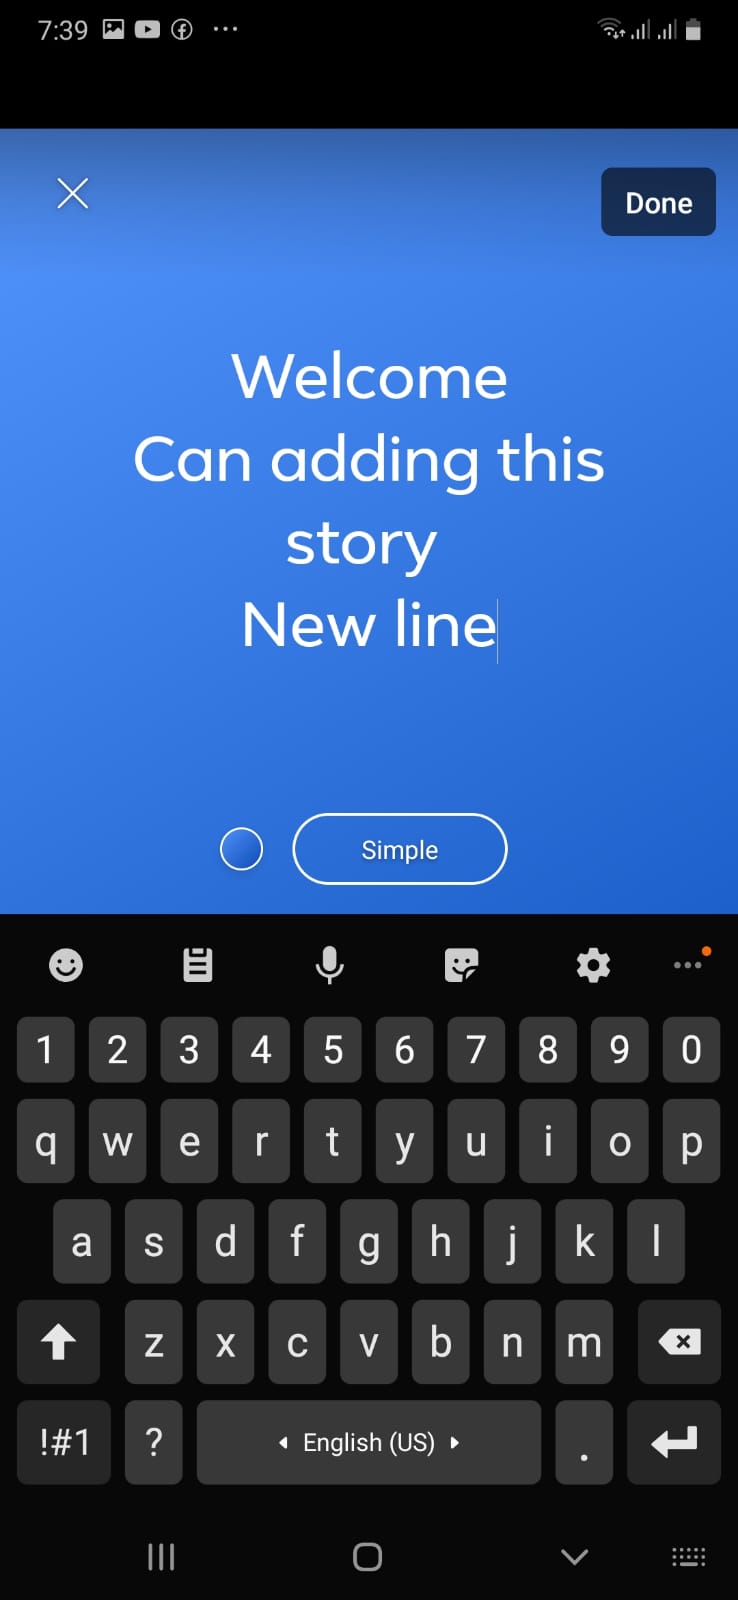 7:39
Done
Welcome
Can adding this
story
New line
Simple
1 2 3 4 5 6 7 8 9 0
q w e r t y u i o p
a s d f g h j k l
z x c v b n m
!#1 ? English (US) .